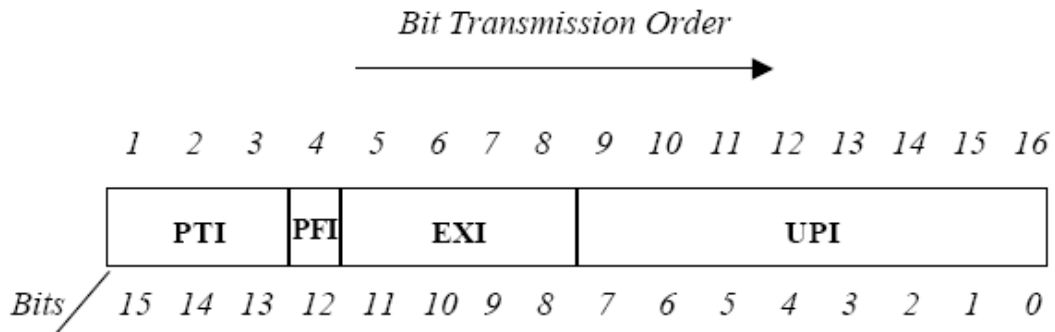 Bit Transmission Order
1 2 3 4 5 6 7 8 9 10 11 12 13 14 15 16
PTI PFI EXI UPI
Bits 15 14 13 12 11 10 9 8 7 6 5 4 3 2 1 0